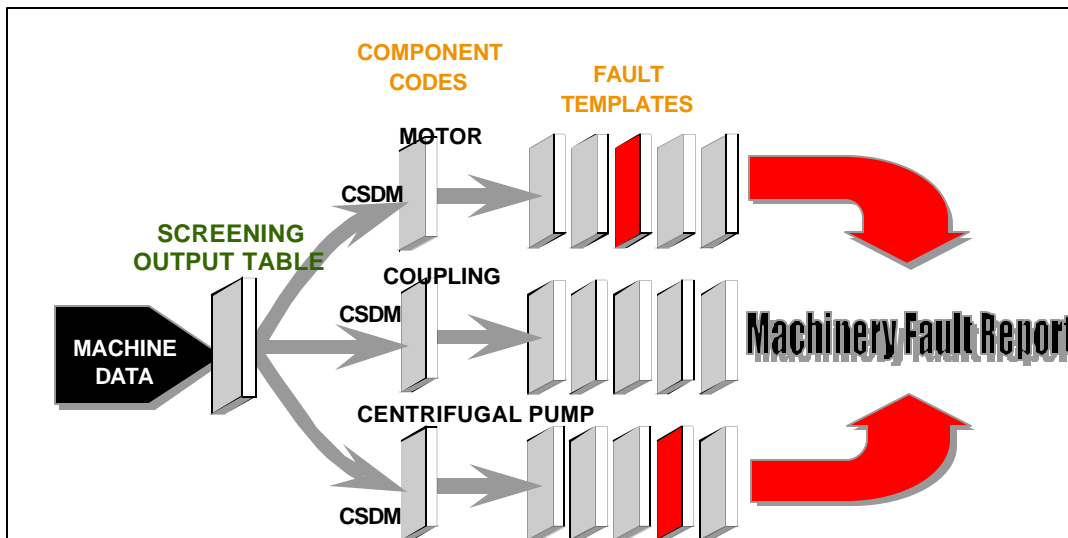 COMPONENT
CODES
FAULT
TEMPLATES
MOTOR
CSDM
SCREENING
OUTPUT TABLE
COUPLING
CSDM
MACHINE
DATA
Machinery Fault Report
CENTRIFUGAL PUMP
CSDM